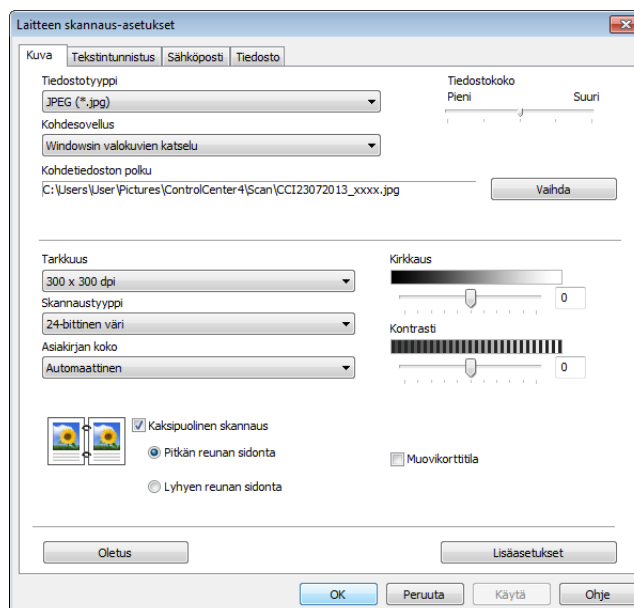 Laitteen skannaus-asetukset
Kuva Tekstintunnistus Sähköposti Tiedosto
Tiedostotyyppi
JPEG (*.jpg)
Tiedostokoko
Pieni Suuri
Kohdesovellus
Windowsin valokuvien katselu
Kohdetiedoston polku
C:\Users\User\Pictures\ControlCenter4\Scan\CCI23072013_xxxx.jpg
Vaihda
Tarkkuus
300 x 300 dpi
Skannaustyyppi
24-bittinen väri
Asiakirjan koko
Automaattinen
Kirkkaus
0
Kontrasti
0
Kaksipuolinen skannaus
Pitkän reunan sidonta
Lyhyen reunan sidonta
Muovikorttitila
Oletus Lisäasetukset
OK Peruuta Käytä Ohje